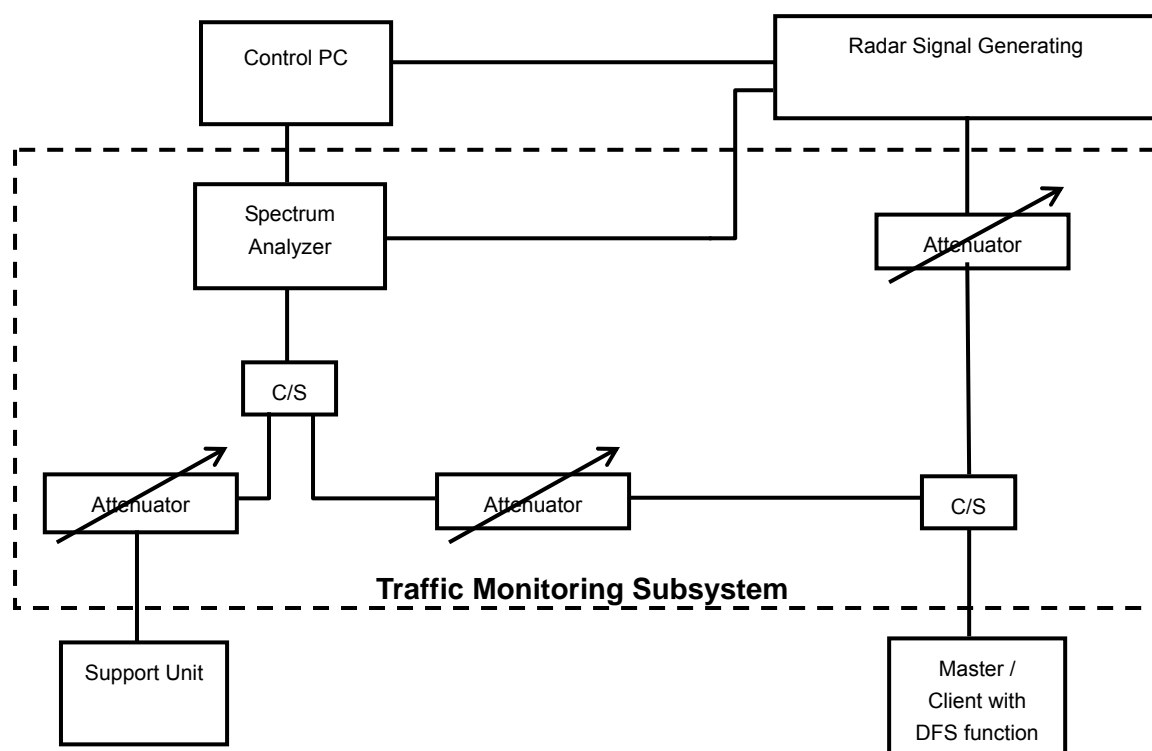 Control PC
Radar Signal Generating
Spectrum
Analyzer
Attenuator
C/S
Attenuator
Attenuator
C/S
Traffic Monitoring Subsystem
Support Unit
Master /
Client with
DFS function